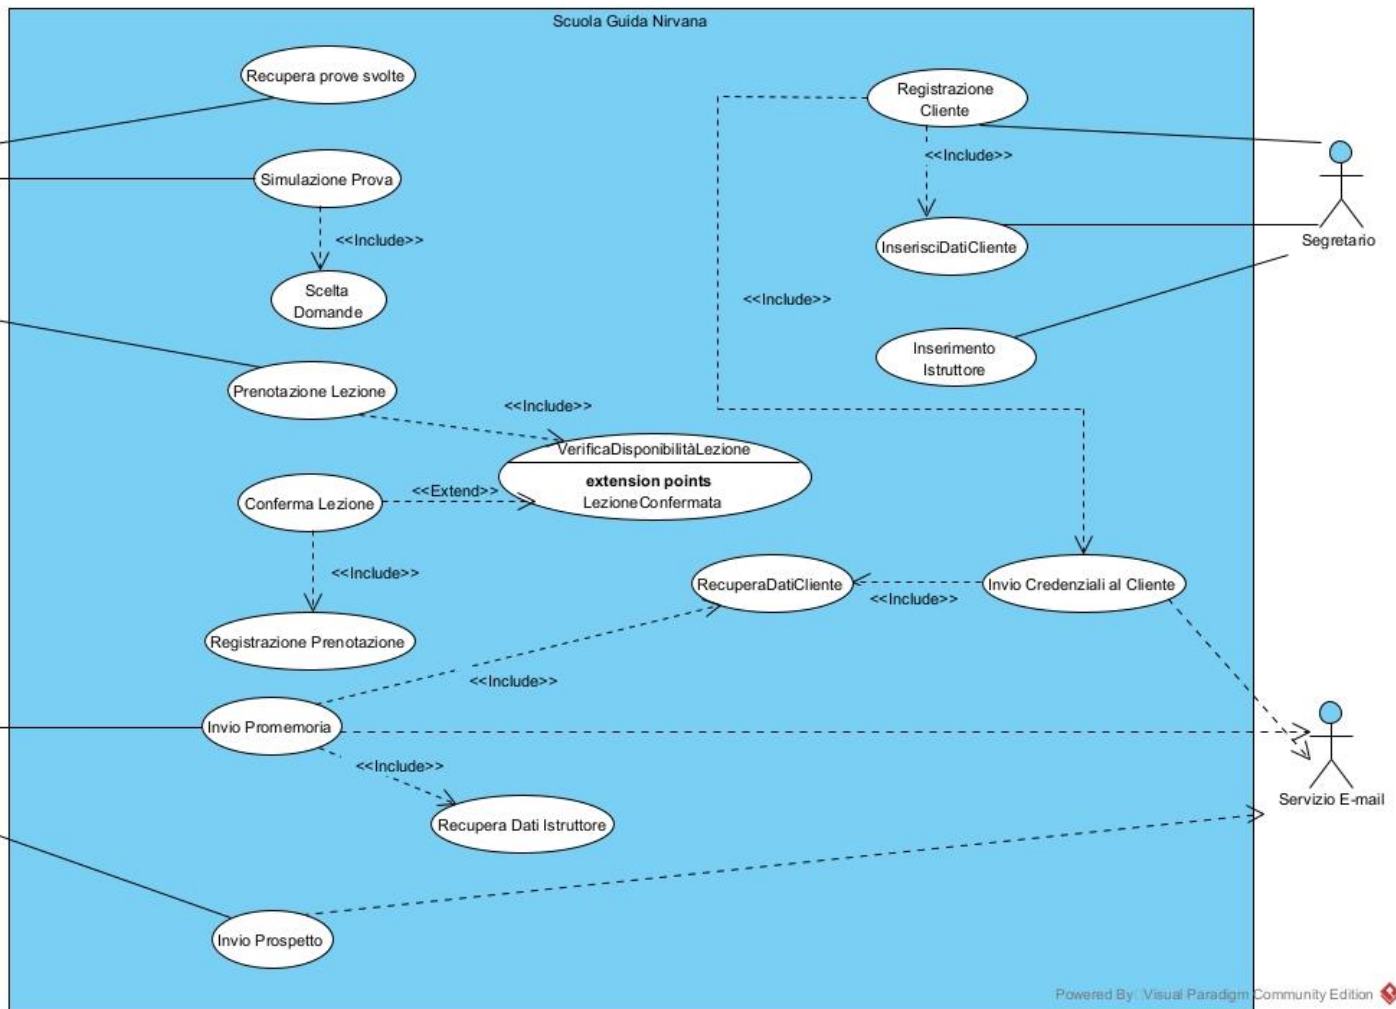 Scuola Guida Nirvana
Recupera prove svolte
Registrazione
Cliente
<<Include>>
Simulazione Prova
<<Include>>
InserisciDatiCliente
Segretario
Scelta
Domande
<<Include>>
Inserimento
Istruttore
Prenotazione Lezione
<<Include>>
VerificaDisponibilitàLezione
extension points
LezioneConfermata
Conferma Lezione
<<Extend>>
<<Include>>
RecuperaDatiCliente
<<Include>>
Invio Credenziali al Cliente
Registrazione Prenotazione
<<Include>>
Invio Promemoria
<<Include>>
Servizio E-mail
Recupera Dati Istruttore
Invio Prospetto
Powered By: Visual Paradigm Community Edition